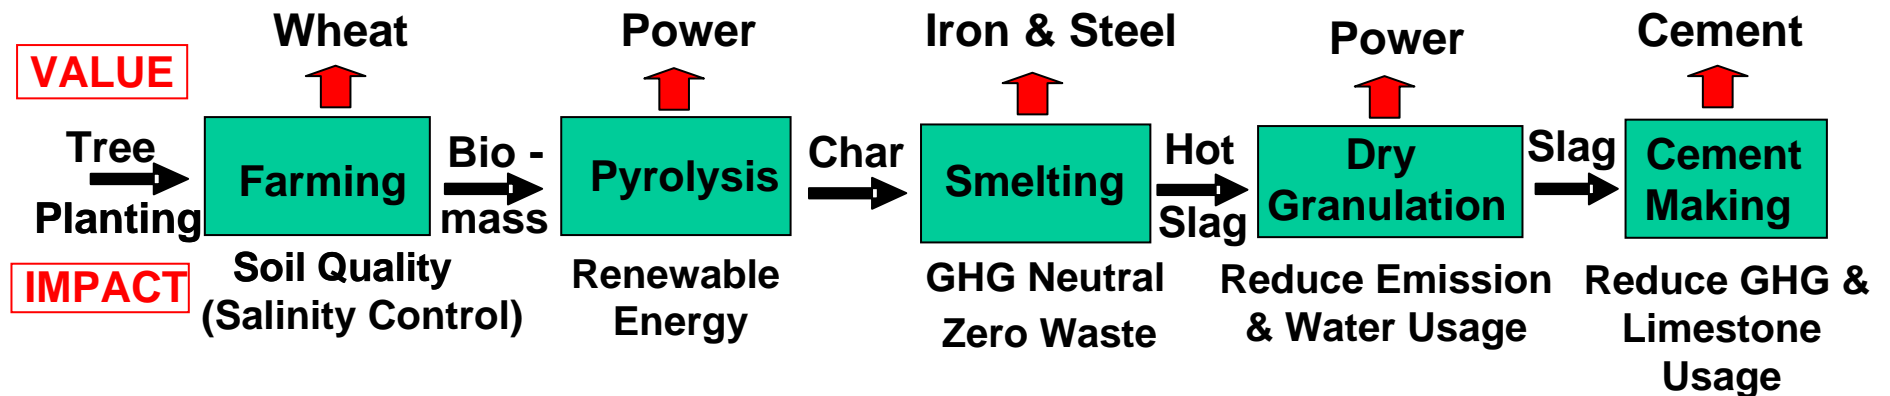 Wheat
Power
Iron & Steel
Power
Cement
VALUE
Tree
Planting
Farming
Bio -
mass
Pyrolysis
Char
Smelting
Hot
Slag
Dry
Granulation
Slag
Cement
Making
IMPACT
Soil Quality
(Salinity Control)
Renewable
Energy
GHG Neutral
Zero Waste
Reduce Emission
& Water Usage
Reduce GHG &
Limestone
Usage